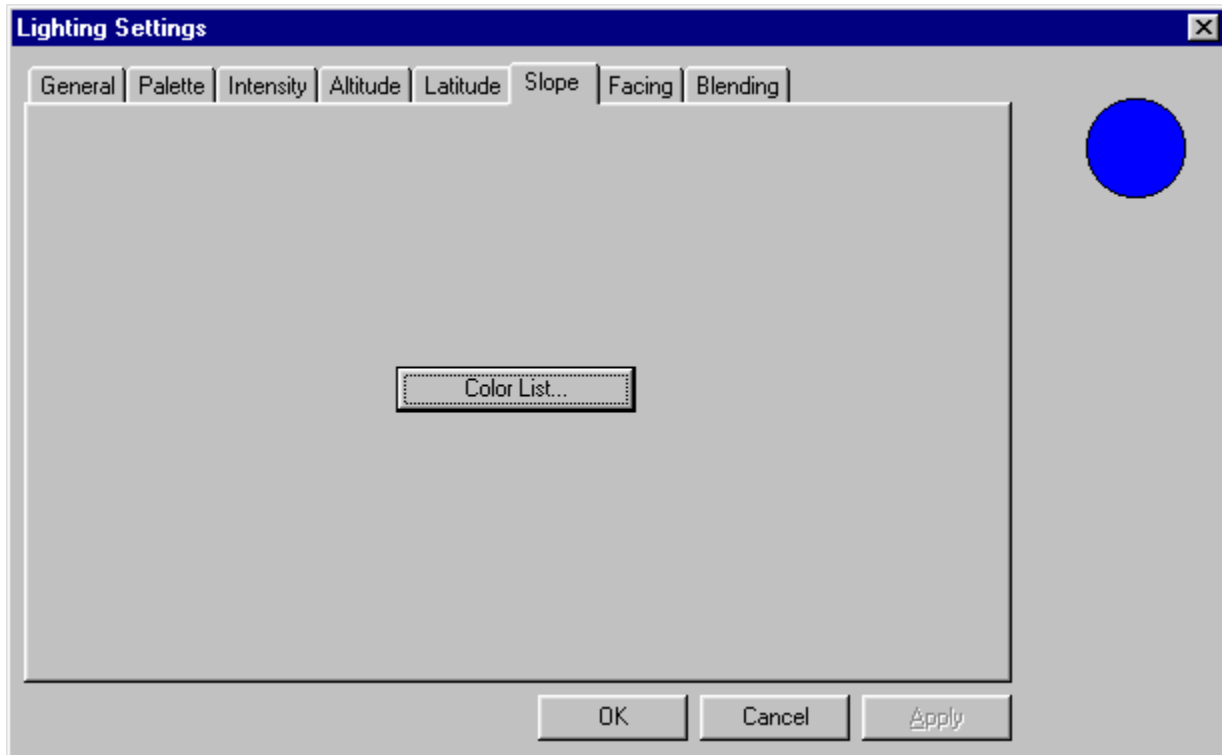 Lighting Settings
General Palette Intensity Altitude Latitude Slope Facing Blending
Color List...
OK Cancel Apply